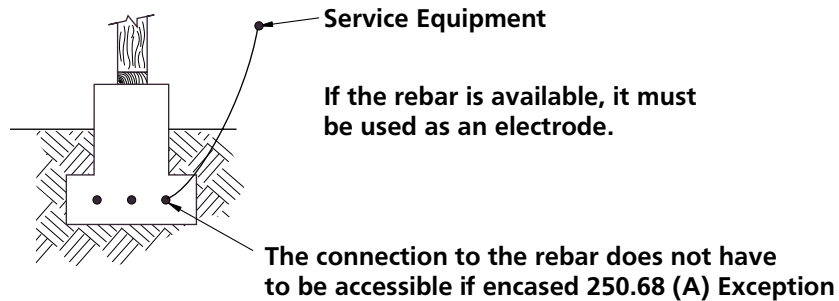 Service Equipment
If the rebar is available, it must
be used as an electrode.
The connection to the rebar does not have
to be accessible if encased 250.68 (A) Exception